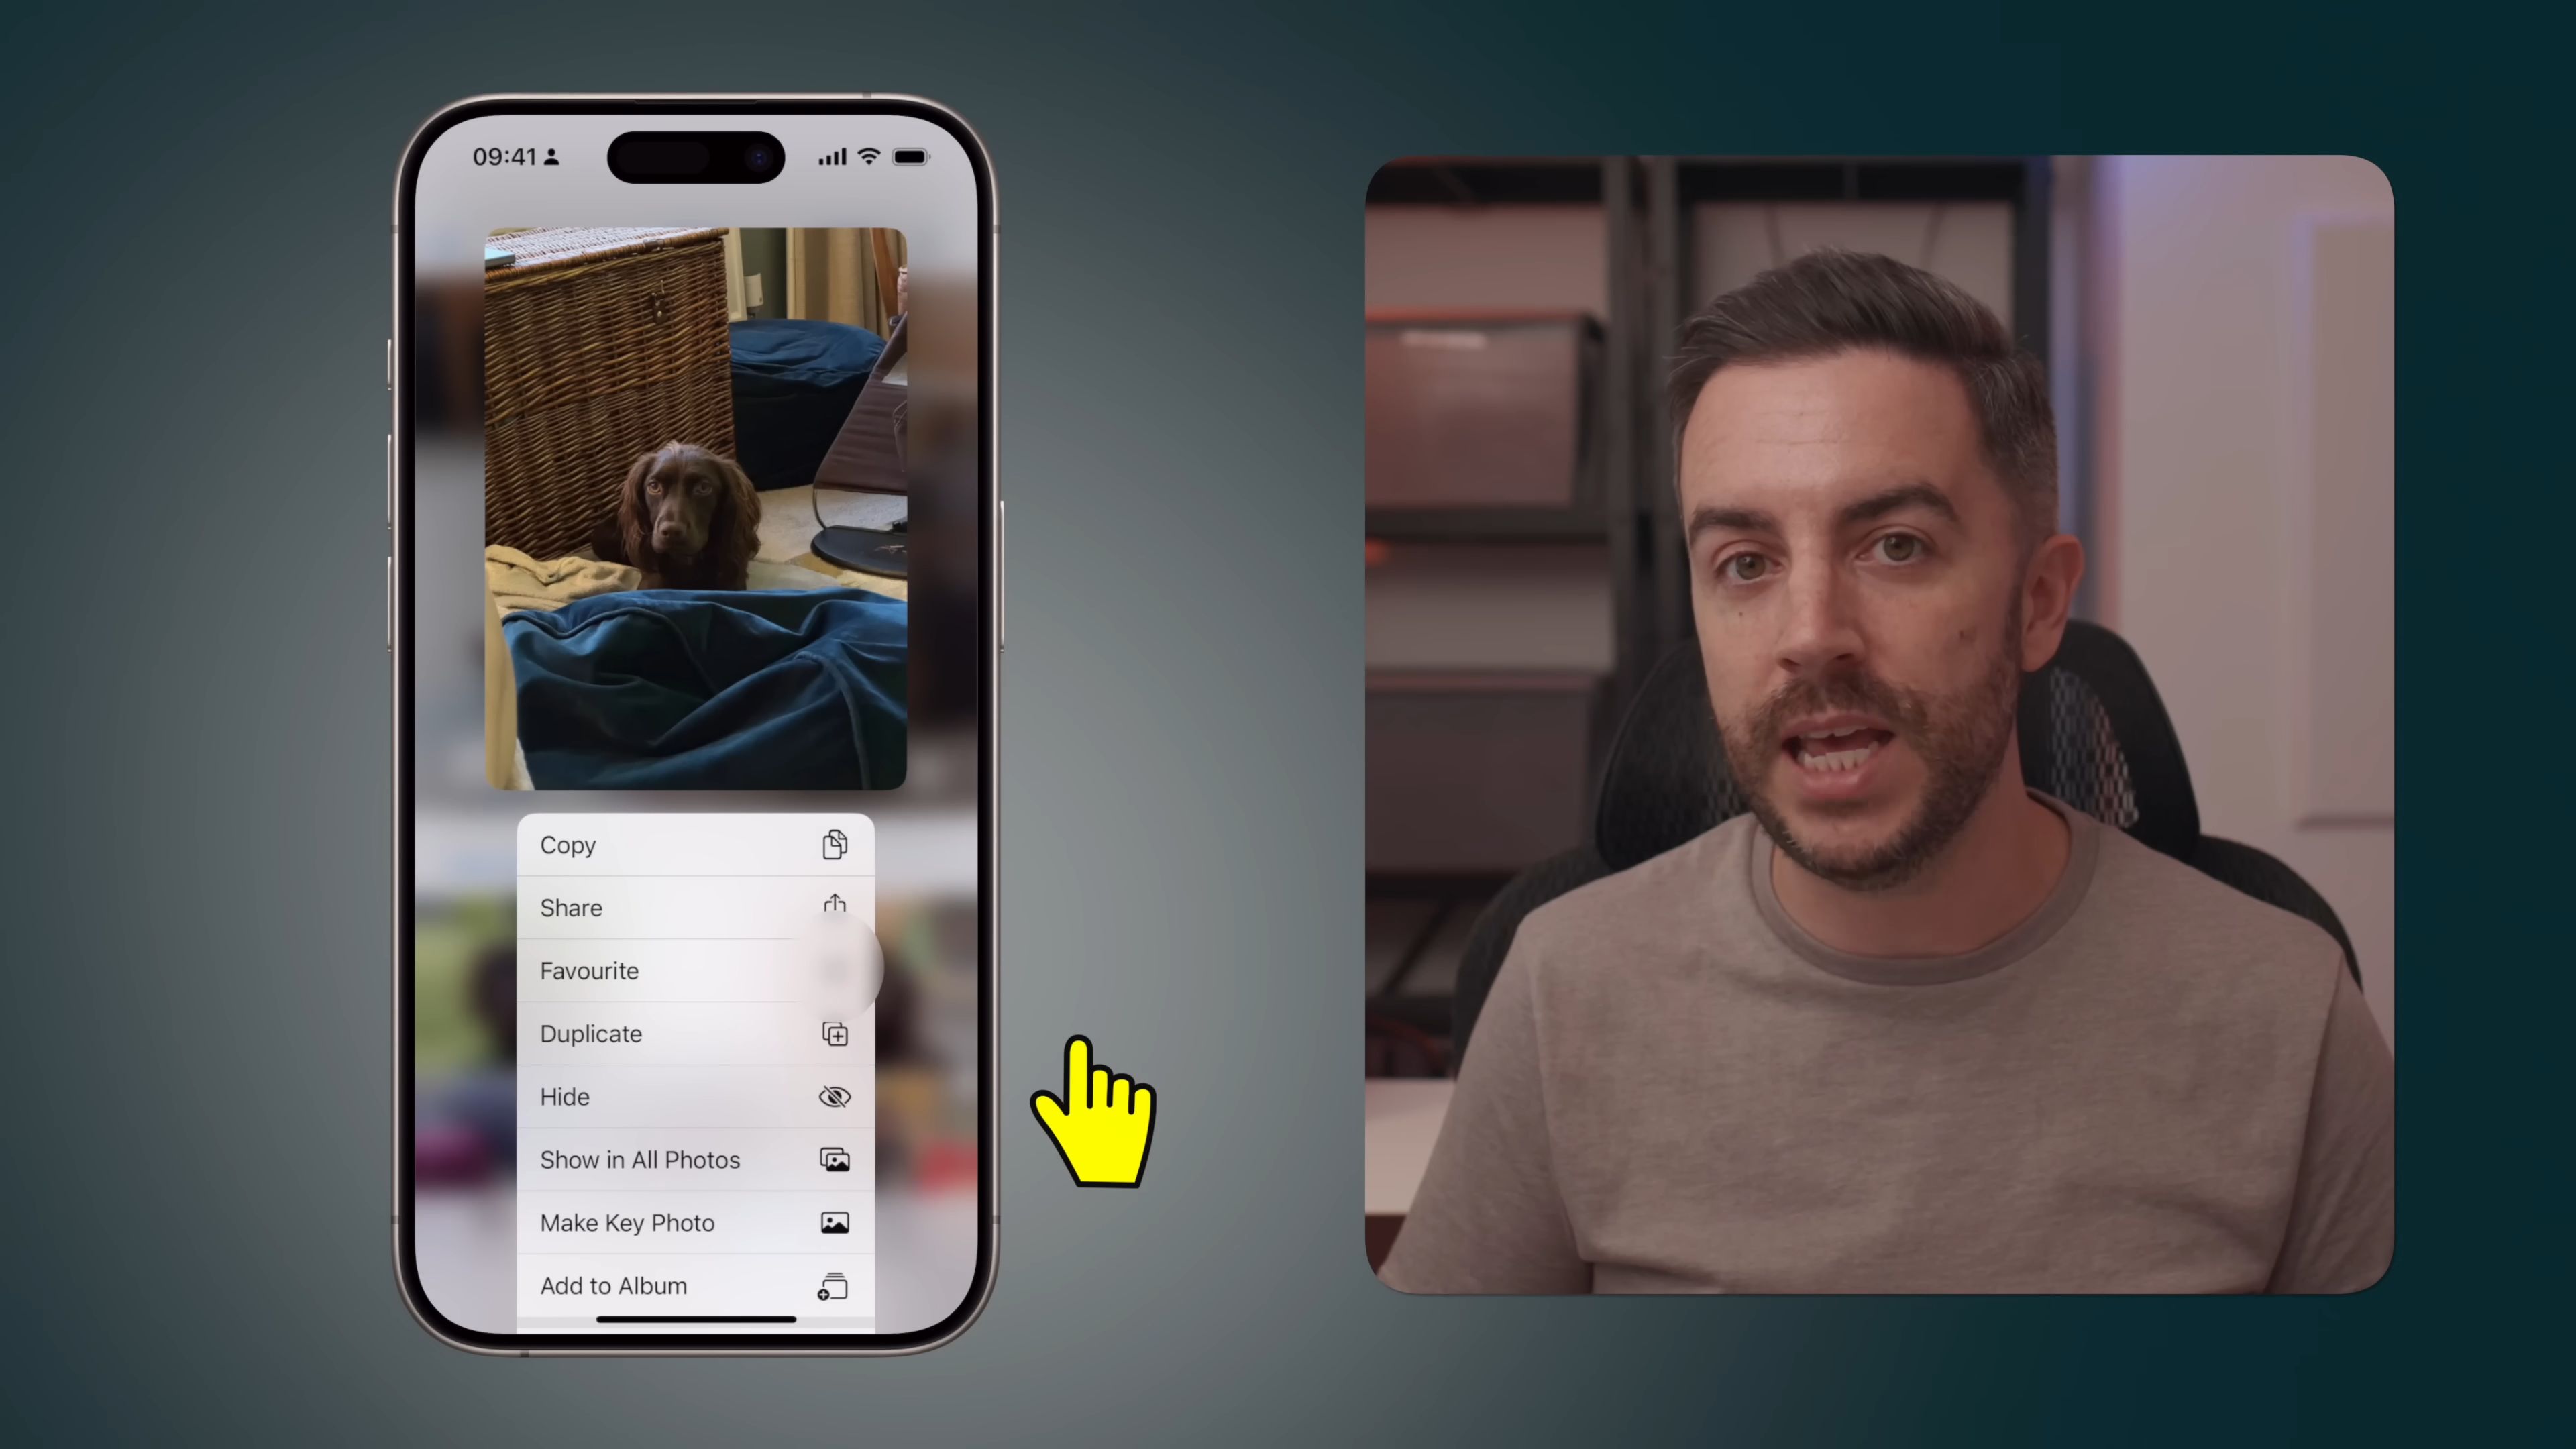 09:41
Copy
Share
Favourite
Duplicate
Hide
Show in All Photos
Make Key Photo
Add to Album